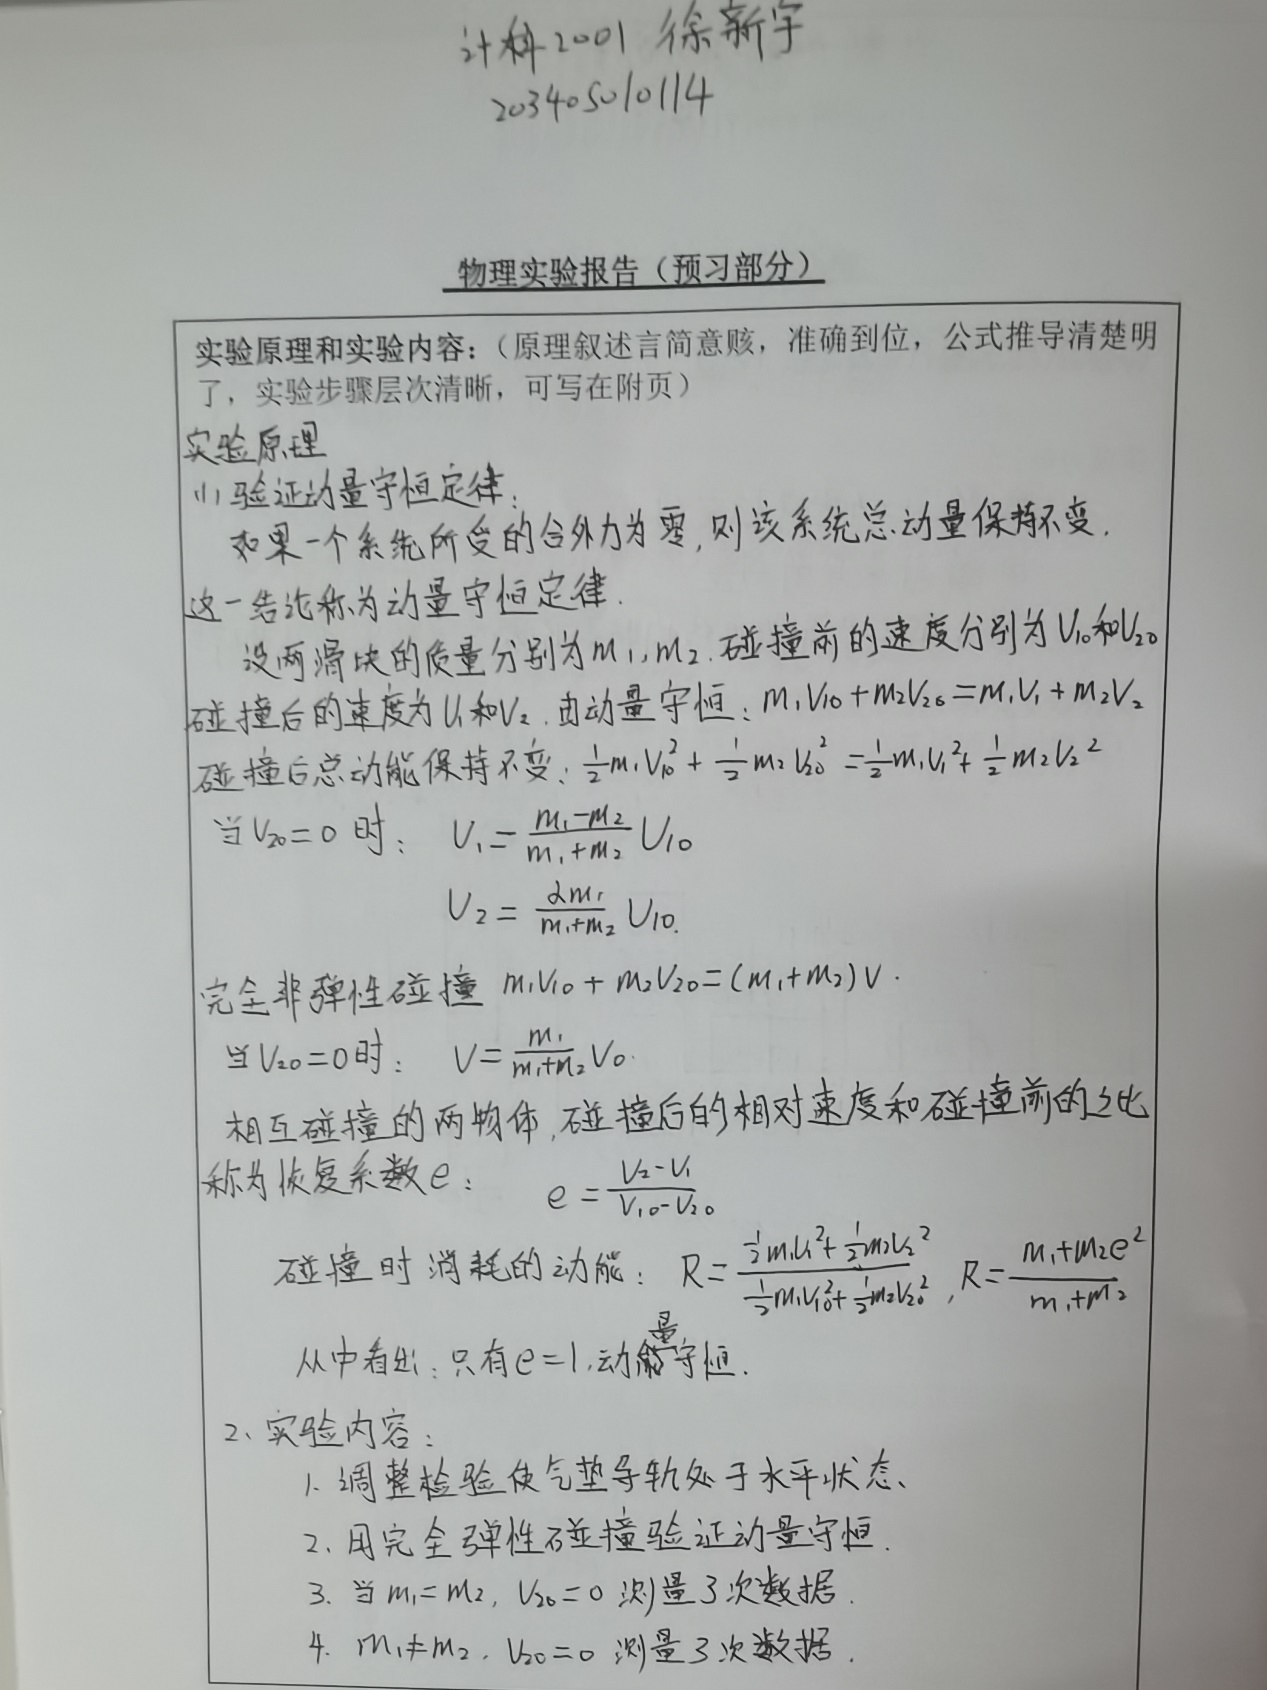 计科2001 徐新宇
203405010114
物理实验报告（预习部分）
实验原理和实验内容：（原理叙述言简意赅，准确到位，公式推导清楚明
了，实验步骤层次清晰，可写在附页）
实验原理
(1)验证动量守恒定律：
如果一个系统所受的合外力为零，则该系统总动量保持不变．
这一结论称为动量守恒定律．
设两滑块的质量分别为m₁，m₂．碰撞前的速度分别为V₁₀和V₂₀
碰撞后的速度为V₁和V₂．由动量守恒：m₁V₁₀+m₂V₂₀=m₁V₁+m₂V₂
碰撞后总动能保持不变：½m₁V₁₀²+½m₂V₂₀²=½m₁V₁²+½m₂V₂²
当V₂₀=0时：V₁=(m₁-m₂)/(m₁+m₂) V₁₀
V₂=2m₁/(m₁+m₂) V₁₀．
完全非弹性碰撞 m₁V₁₀+m₂V₂₀=(m₁+m₂)V．
当V₂₀=0时：V=m₁/(m₁+m₂) V₀．
相互碰撞的两物体，碰撞后的相对速度和碰撞前的之比
称为恢复系数e：e=(V₂-V₁)/(V₁₀-V₂₀)
碰撞时消耗的动能：R=(½m₁V₁²+½m₂V₂²)/(½m₁V₁₀²+½m₂V₂₀²)，R=(m₁+m₂e²)/(m₁+m₂)
从中看出：只有e=1，动量守恒．
2、实验内容：
1、调整检验使气垫导轨处于水平状态、
2、用完全弹性碰撞验证动量守恒．
3、当m₁=m₂，V₂₀=0测量3次数据．
4、m₁≠m₂，V₂₀=0测量3次数据．